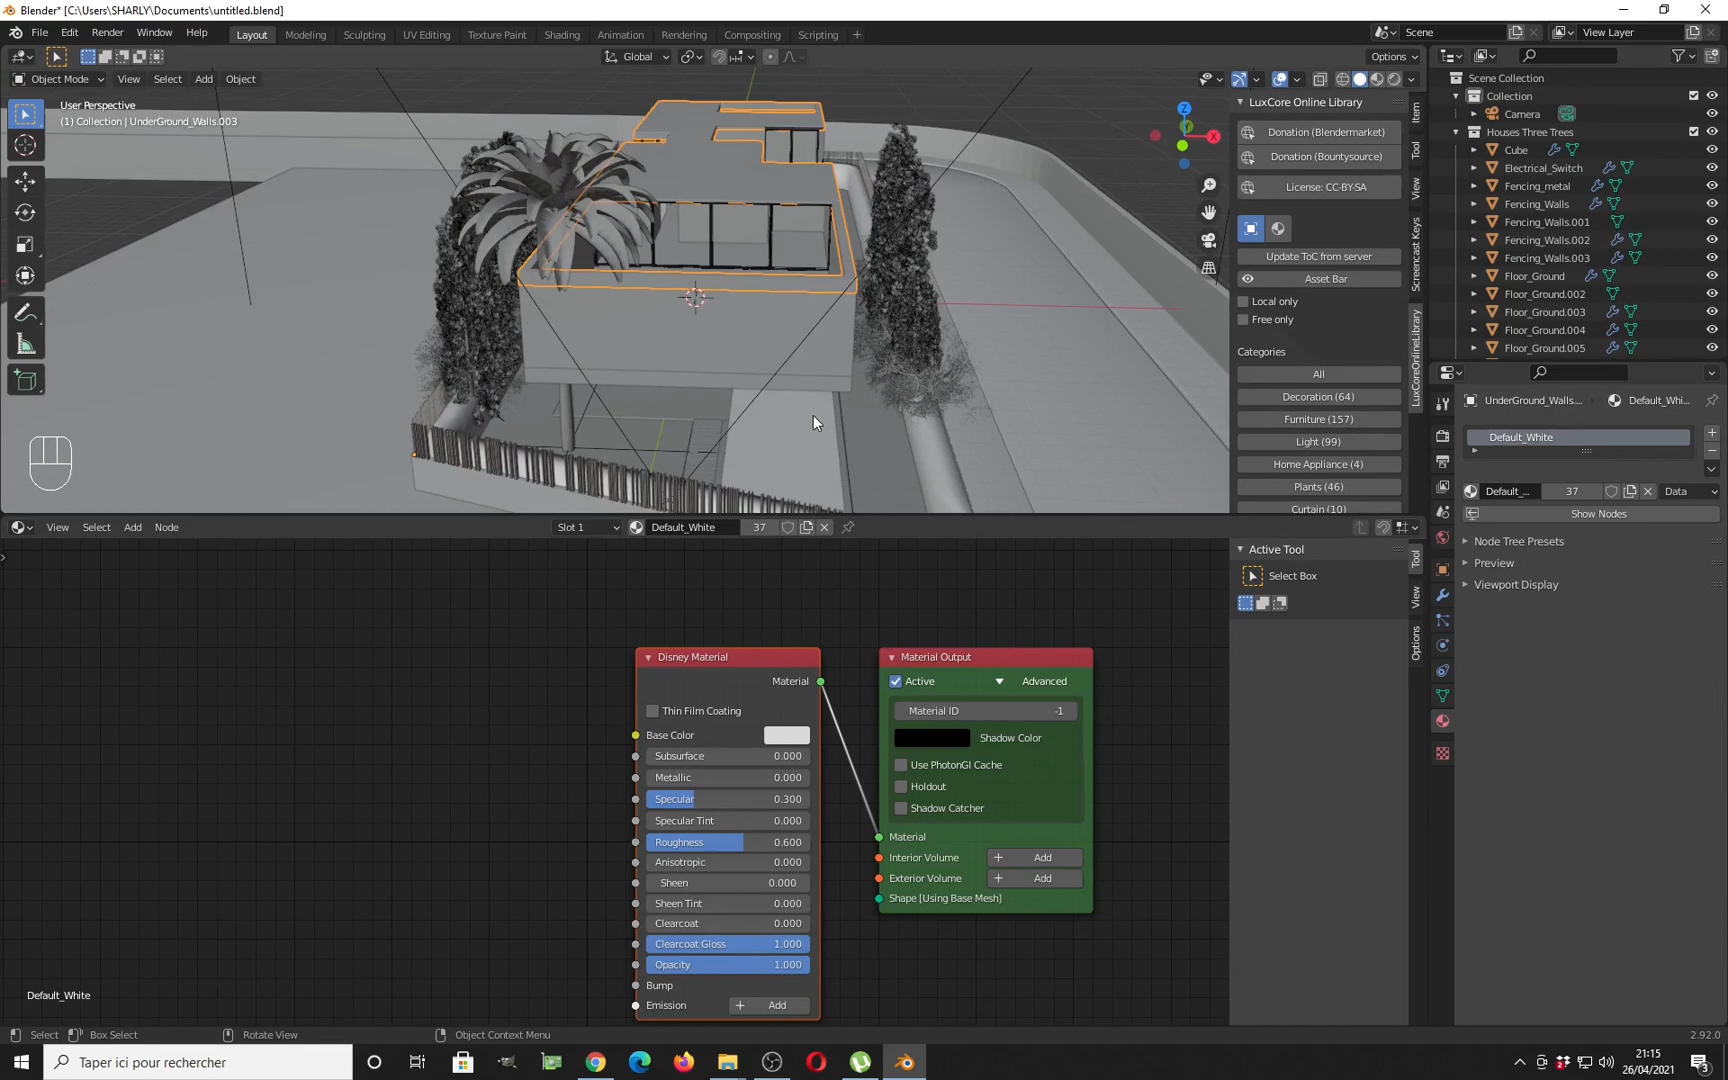 Blender* [C:\Users\SHARLY\Documents\untitled.blend]
File Edit Render Window Help
Layout Modeling Sculpting UV Editing Texture Paint Shading Animation Rendering Compositing Scripting +
Scene
View Layer
Global
Options
Object Mode View Select Add Object
User Perspective
(1) Collection | UnderGround_Walls.003
LuxCore Online Library
Donation (Blendermarket)
Donation (Bountysource)
License: CC-BY-SA
Update ToC from server
Asset Bar
Local only
Free only
Categories
All
Decoration (64)
Furniture (157)
Light (99)
Home Appliance (4)
Plants (46)
Curtain (10)
Item
Tool
View
Screencast Keys
LuxCoreOnlineLibrary
X
Y
Z
Scene Collection
Collection
Camera
Houses Three Trees
Cube
Electrical_Switch
Fencing_metal
Fencing_Walls
Fencing_Walls.001
Fencing_Walls.002
Fencing_Walls.003
Floor_Ground
Floor_Ground.002
Floor_Ground.003
Floor_Ground.004
Floor_Ground.005
UnderGround_Walls.... Default_Whi...
Default_White
Default_... 37 Data
Show Nodes
Node Tree Presets
Preview
Viewport Display
View Select Add Node
Slot 1 Default_White 37
Active Tool
Select Box
Tool
View
Options
Disney Material
Material
Thin Film Coating
Base Color
Subsurface 0.000
Metallic 0.000
Specular 0.300
Specular Tint 0.000
Roughness 0.600
Anisotropic 0.000
Sheen 0.000
Sheen Tint 0.000
Clearcoat 0.000
Clearcoat Gloss 1.000
Opacity 1.000
Bump
Emission Add
Material Output
Active Advanced
Material ID -1
Shadow Color
Use PhotonGI Cache
Holdout
Shadow Catcher
Material
Interior Volume Add
Exterior Volume Add
Shape [Using Base Mesh]
Default_White
Select Box Select Rotate View Object Context Menu 2.92.0
Taper ici pour rechercher
21:15
26/04/2021
3